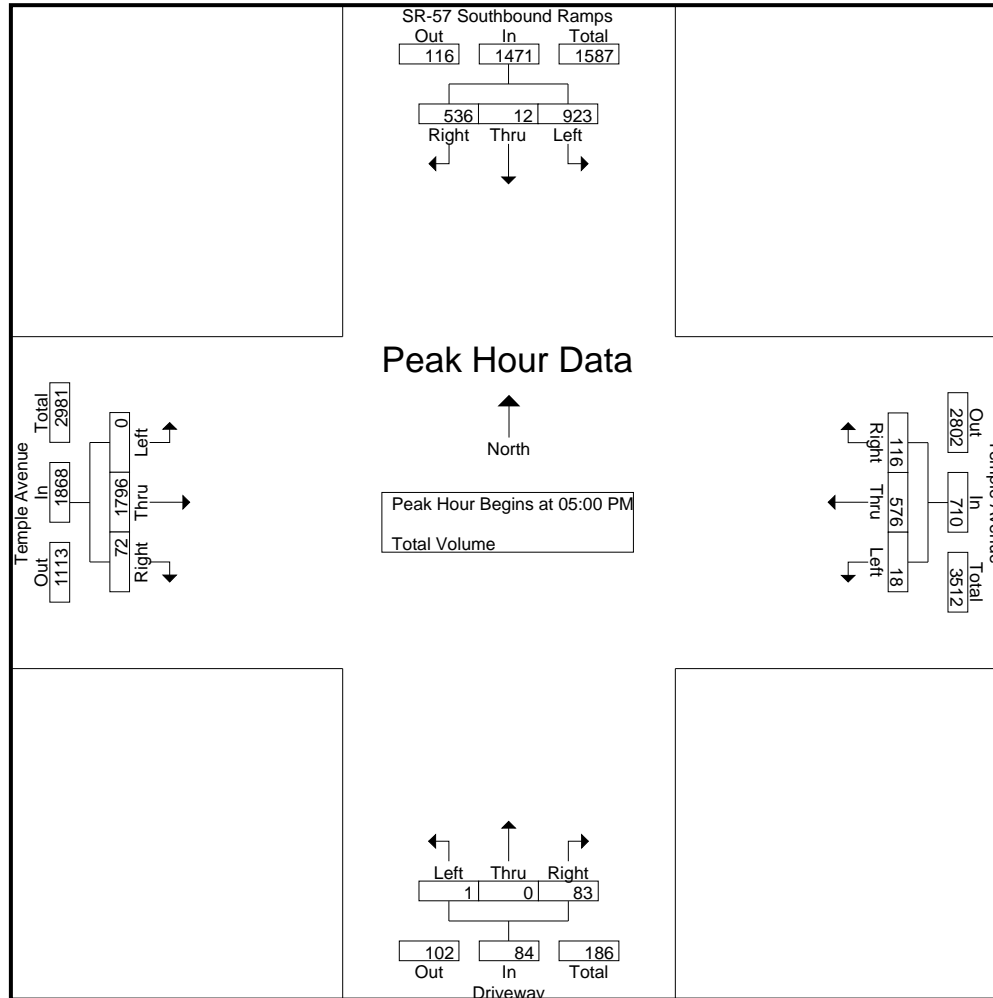 SR-57 Southbound Ramps
Out In Total
116 1471 1587
536 12 923
Right Thru Left
Peak Hour Data
North
Peak Hour Begins at 05:00 PM
Total Volume
Temple Avenue
Total In Out
2981 1868 1113
0 1796 72
Left Thru Right
Out In Total
2802 710 3512
Right Thru Left
116 576 18
Left Thru Right
1 0 83
102 84 186
Out In Total
Driveway